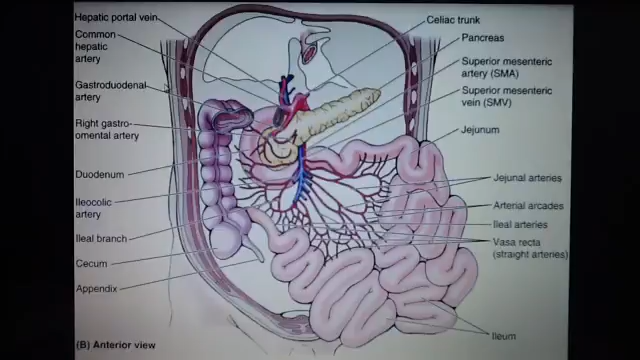 Hepatic portal vein
Common
hepatic
artery
Gastroduodenal
artery
Right gastro-
omental artery
Duodenum
Ileocolic
artery
Ileal branch
Cecum
Appendix
(B) Anterior view
Celiac trunk
Pancreas
Superior mesenteric
artery (SMA)
Superior mesenteric
vein (SMV)
Jejunum
Jejunal arteries
Arterial arcades
Ileal arteries
Vasa recta
(straight arteries)
Ileum